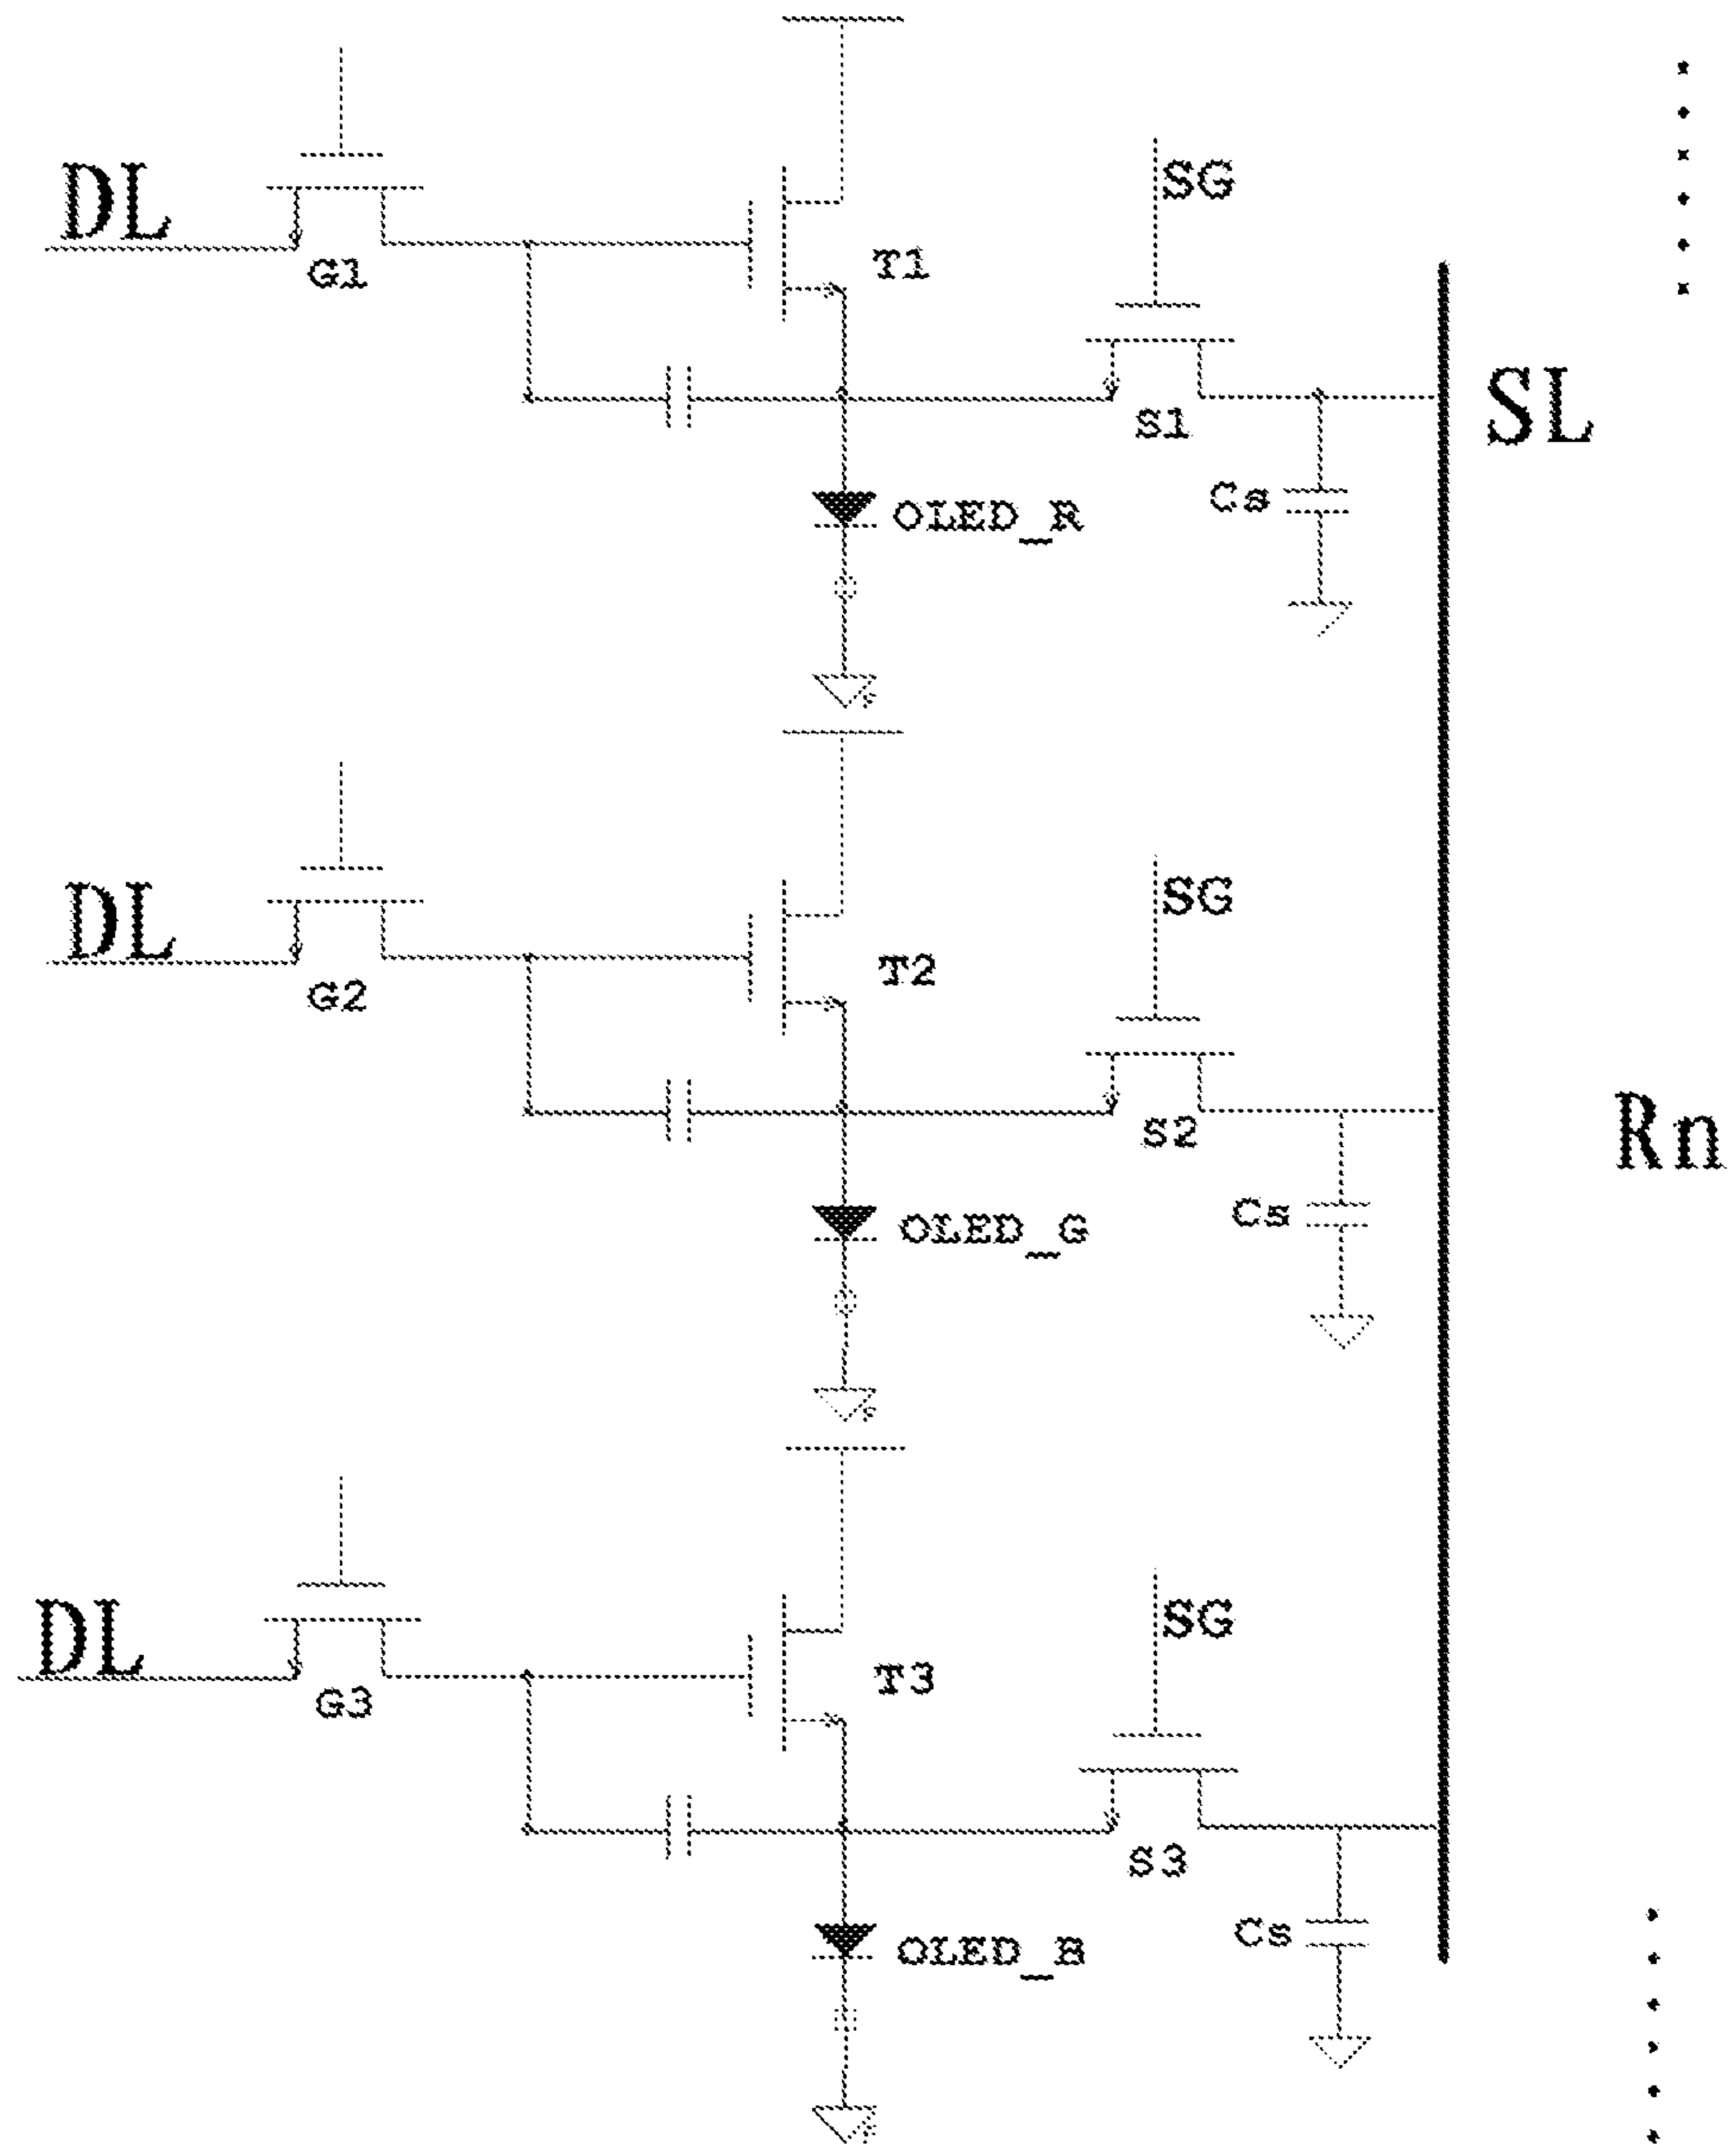 DL
G1
T1
SG
S1
SL
Cs
OLED_R
DL
G2
T2
SG
S2
Rn
Cs
OLED_G
DL
G3
T3
SG
S3
Cs
OLED_B